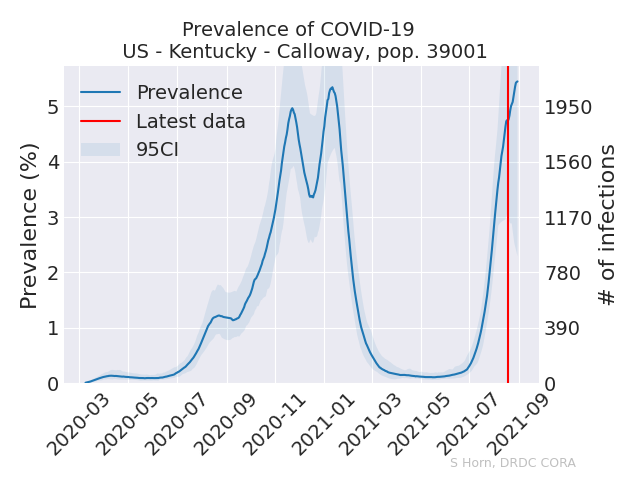 Prevalence of COVID-19
US - Kentucky - Calloway, pop. 39001
Prevalence
Latest data
95CI
Prevalence (%)
5
4
3
2
1
0
1950
1560
1170
780
390
0
# of infections
2020-03
2020-05
2020-07
2020-09
2020-11
2021-01
2021-03
2021-05
2021-07
2021-09
S Horn, DRDC CORA